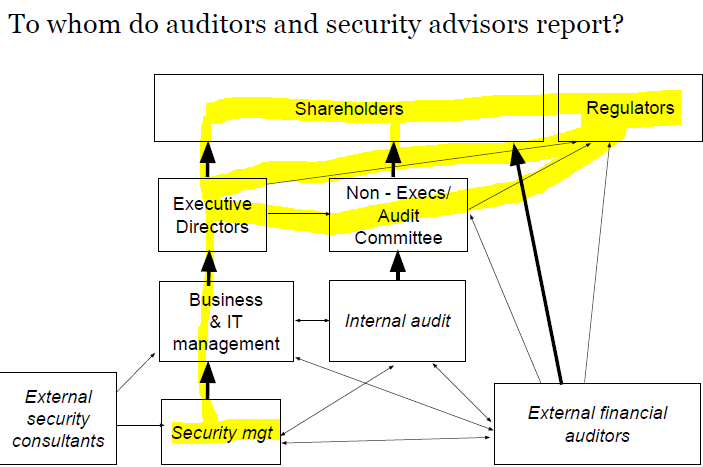 To whom do auditors and security advisors report?
Shareholders
Regulators
Executive
Directors
Non - Execs/
Audit
Committee
Business
& IT
management
Internal audit
External
security
consultants
Security mgt
External financial
auditors